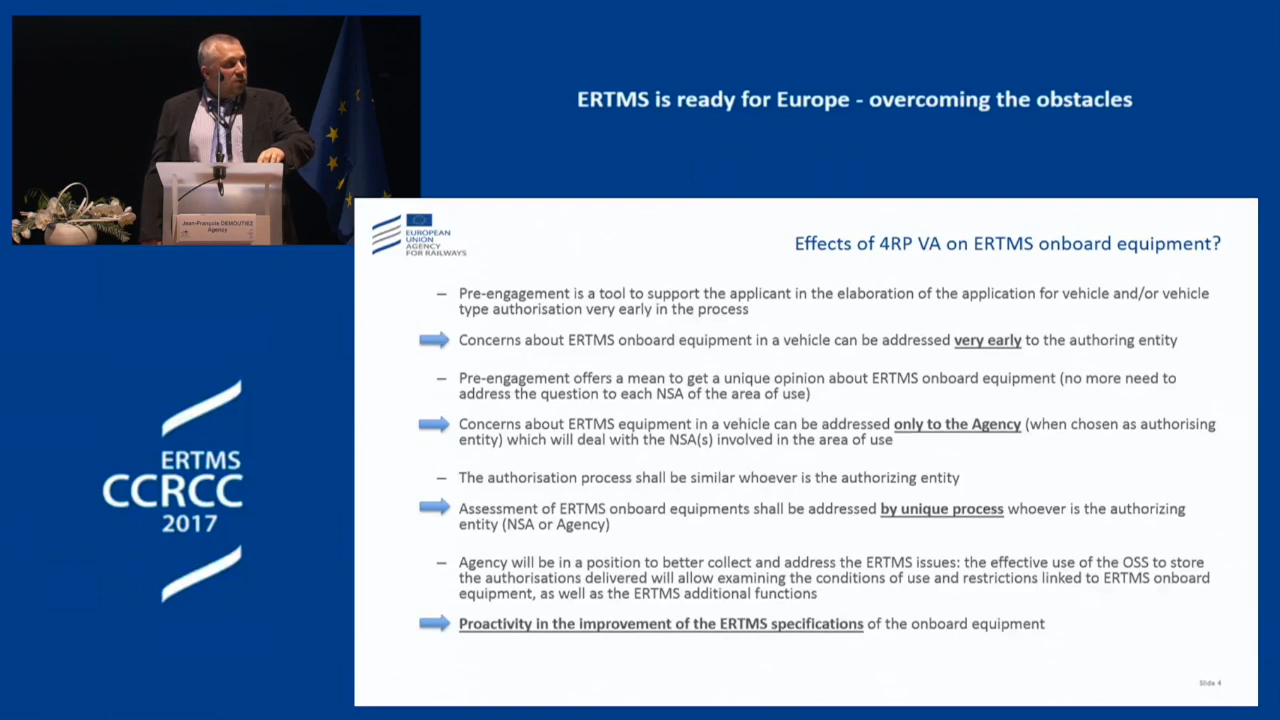 ERTMS is ready for Europe - overcoming the obstacles
Jean-François DEMOUTIEZ
Agency
EUROPEAN
UNION
AGENCY
FOR RAILWAYS
Effects of 4RP VA on ERTMS onboard equipment?
– Pre-engagement is a tool to support the applicant in the elaboration of the application for vehicle and/or vehicle
type authorisation very early in the process
Concerns about ERTMS onboard equipment in a vehicle can be addressed very early to the authoring entity
– Pre-engagement offers a mean to get a unique opinion about ERTMS onboard equipment (no more need to
address the question to each NSA of the area of use)
Concerns about ERTMS equipment in a vehicle can be addressed only to the Agency (when chosen as authorising
entity) which will deal with the NSA(s) involved in the area of use
– The authorisation process shall be similar whoever is the authorizing entity
Assessment of ERTMS onboard equipments shall be addressed by unique process whoever is the authorizing
entity (NSA or Agency)
– Agency will be in a position to better collect and address the ERTMS issues: the effective use of the OSS to store
the authorisations delivered will allow examining the conditions of use and restrictions linked to ERTMS onboard
equipment, as well as the ERTMS additional functions
Proactivity in the improvement of the ERTMS specifications of the onboard equipment
Slide 4
ERTMS
CCRCC
2017